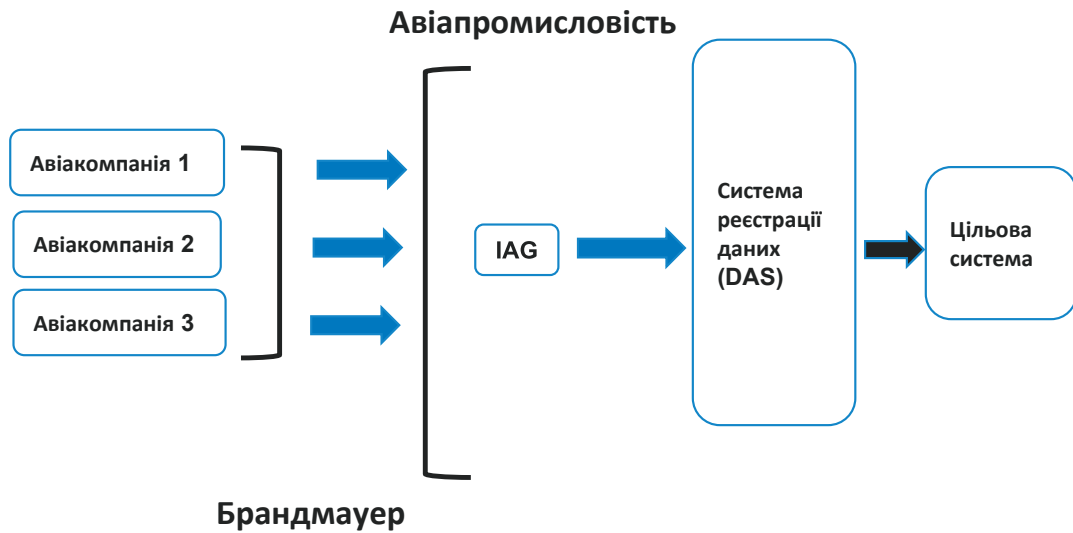 Авіапромисловість
Авіакомпанія 1
Авіакомпанія 2
Авіакомпанія 3
IAG
Система
реєстрації
даних
(DAS)
Цільова
система
Брандмауер